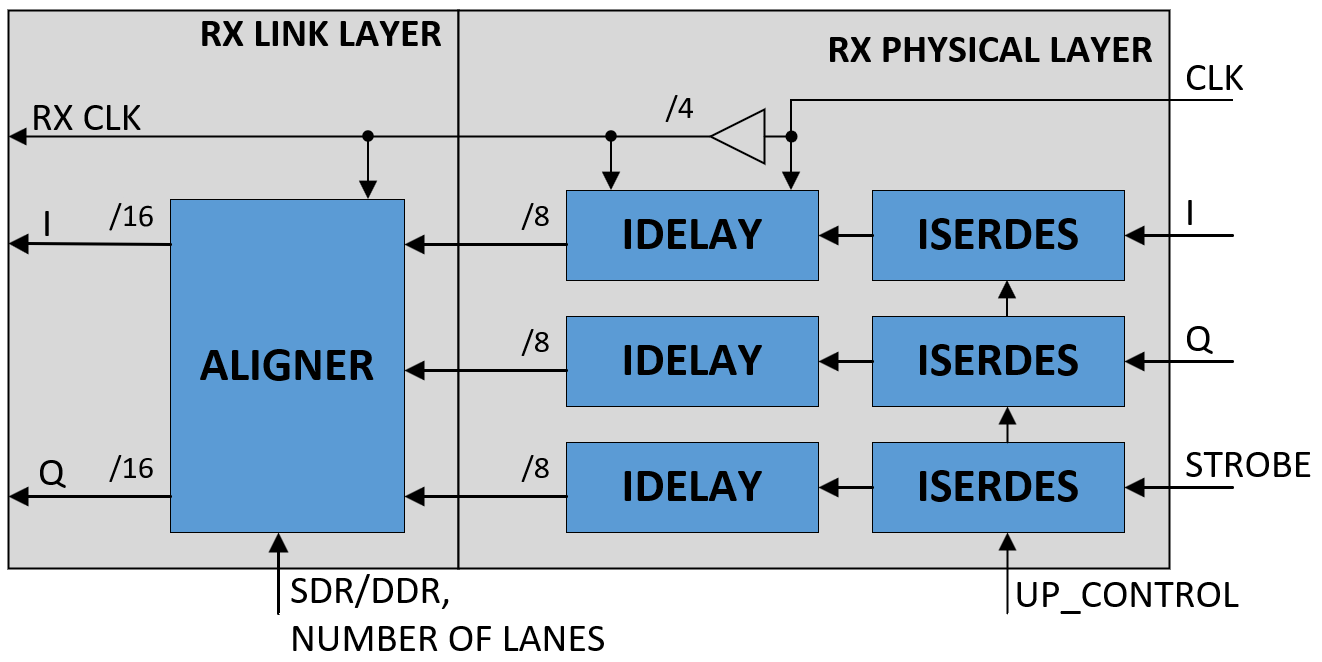 RX LINK LAYER
RX PHYSICAL LAYER
CLK
RX CLK
/4
I
/16
/8
IDELAY
ISERDES
I
ALIGNER
/8
IDELAY
ISERDES
Q
Q
/16
/8
IDELAY
ISERDES
STROBE
SDR/DDR,
NUMBER OF LANES
UP_CONTROL